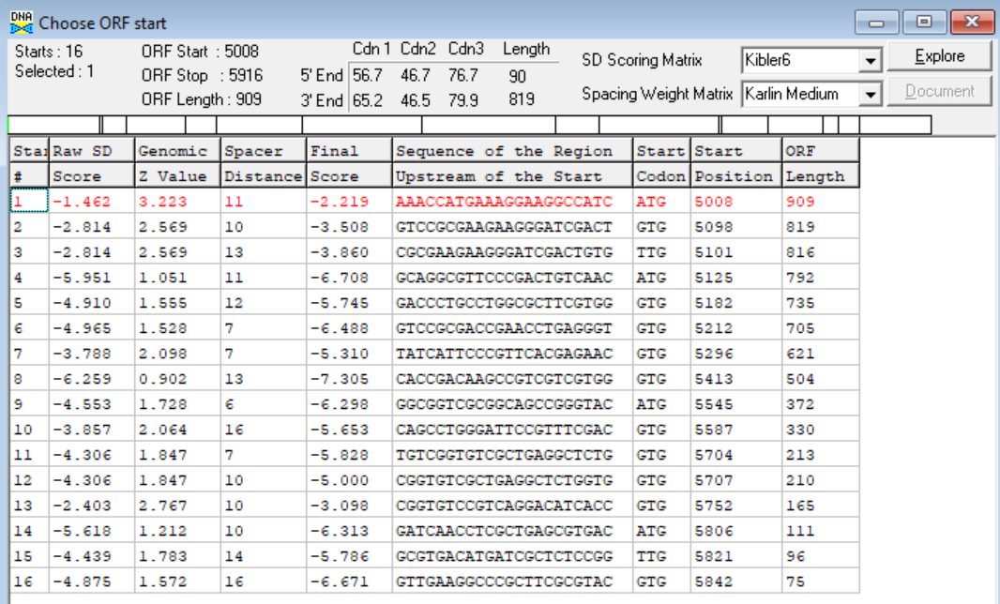 DNA Choose ORF start
Starts : 16 ORF Start : 5008 Cdn 1 Cdn2 Cdn3 Length SD Scoring Matrix Kibler6 Explore
Selected : 1 ORF Stop : 5916 5' End 56.7 46.7 76.7 90
ORF Length : 909 3' End 65.2 46.5 79.9 819 Spacing Weight Matrix Karlin Medium Document
Star Raw SD Genomic Spacer Final Sequence of the Region Start Start ORF
# Score Z Value Distance Score Upstream of the Start Codon Position Length
1 -1.462 3.223 11 -2.219 AAACCATGAAAGGAAGGCCATC ATG 5008 909
2 -2.814 2.569 10 -3.508 GTCCGCGAAGAAGGGATCGACT GTG 5098 819
3 -2.814 2.569 13 -3.860 CGCGAAGAAGGGATCGACTGTG TTG 5101 816
4 -5.951 1.051 11 -6.708 GCAGGCGTTCCCGACTGTCAAC ATG 5125 792
5 -4.910 1.555 12 -5.745 GACCCTGCCTGGCGCTTCGTGG GTG 5182 735
6 -4.965 1.528 7 -6.488 GTCCGCGACCGAACCTGAGGGT GTG 5212 705
7 -3.788 2.098 7 -5.310 TATCATTCCCGTTCACGAGAAC GTG 5296 621
8 -6.259 0.902 13 -7.305 CACCGACAAGCCGTCGTCGTGG GTG 5413 504
9 -4.553 1.728 6 -6.298 GGCGGTCGCGGCAGCCGGGTAC ATG 5545 372
10 -3.857 2.064 16 -5.653 CAGCCTGGGATTCCGTTTCGAC GTG 5587 330
11 -4.306 1.847 7 -5.828 TGTCGGTGTCGCTGAGGCTCTG GTG 5704 213
12 -4.306 1.847 10 -5.000 CGGTGTCGCTGAGGCTCTGGTG GTG 5707 210
13 -2.403 2.767 10 -3.098 CGGTGTCCGTCAGGACATCACC GTG 5752 165
14 -5.618 1.212 10 -6.313 GATCAACCTCGCTGAGCGTGAC ATG 5806 111
15 -4.439 1.783 14 -5.786 GCGTGACATGATCGCTCTCCGG TTG 5821 96
16 -4.875 1.572 16 -6.671 GTTGAAGGCCCGCTTCGCGTAC GTG 5842 75